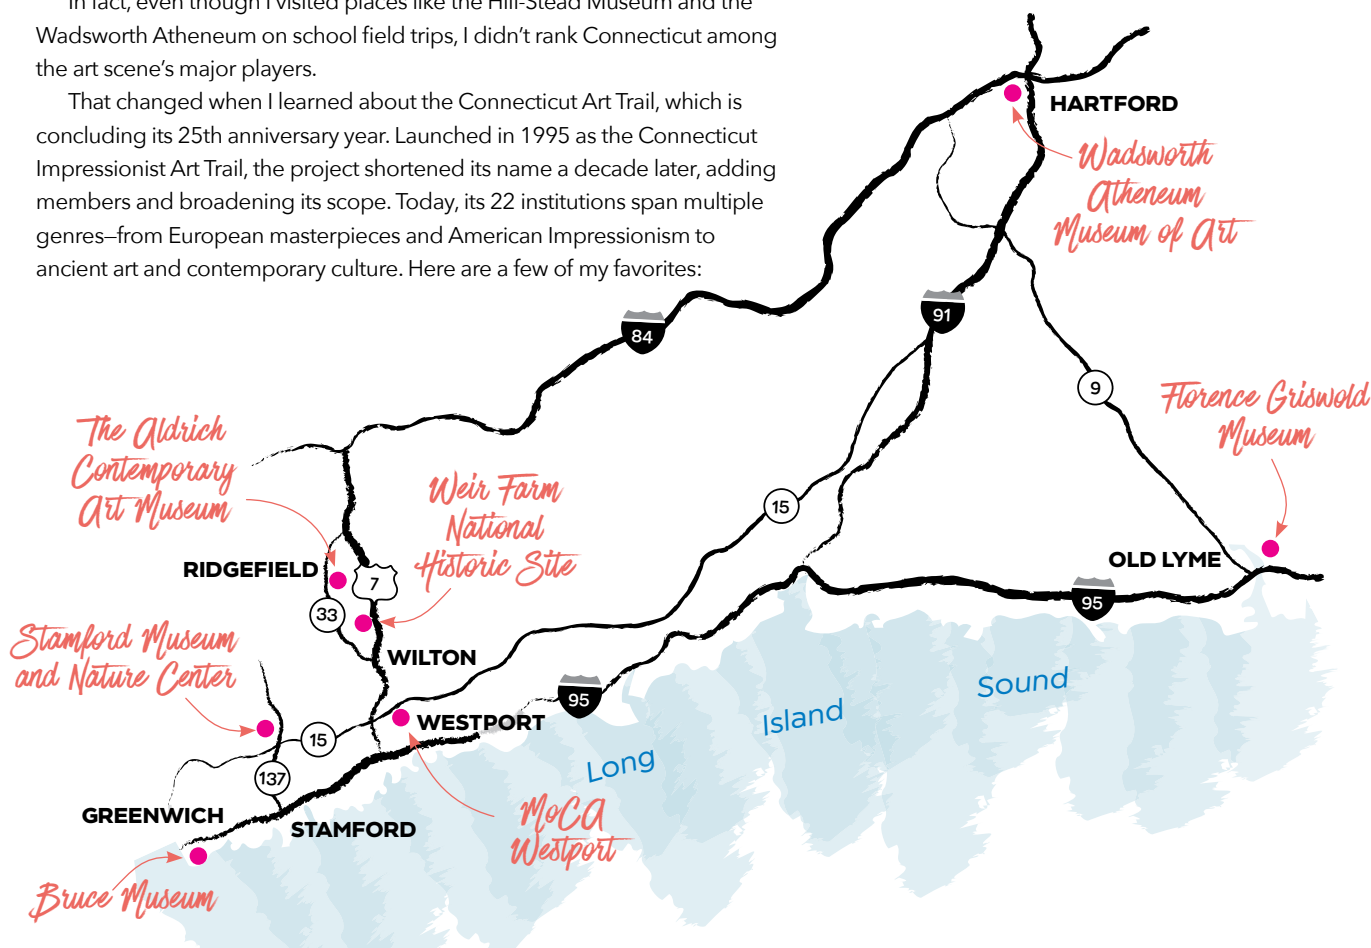 In fact, even though I visited places like the Hill-Stead Museum and the
Wadsworth Atheneum on school field trips, I didn’t rank Connecticut among
the art scene’s major players.
That changed when I learned about the Connecticut Art Trail, which is
concluding its 25th anniversary year. Launched in 1995 as the Connecticut
Impressionist Art Trail, the project shortened its name a decade later, adding
members and broadening its scope. Today, its 22 institutions span multiple
genres—from European masterpieces and American Impressionism to
ancient art and contemporary culture. Here are a few of my favorites:
HARTFORD
Wadsworth
Atheneum
Museum of Art
84
91
9
Florence Griswold
Museum
The Aldrich
Contemporary
Art Museum
Weir Farm
National
Historic Site
15
RIDGEFIELD
7
33
OLD LYME
95
Stamford Museum
and Nature Center
WILTON
95
WESTPORT
15
137
Long
Island
Sound
GREENWICH
STAMFORD
MoCA
Westport
Bruce Museum